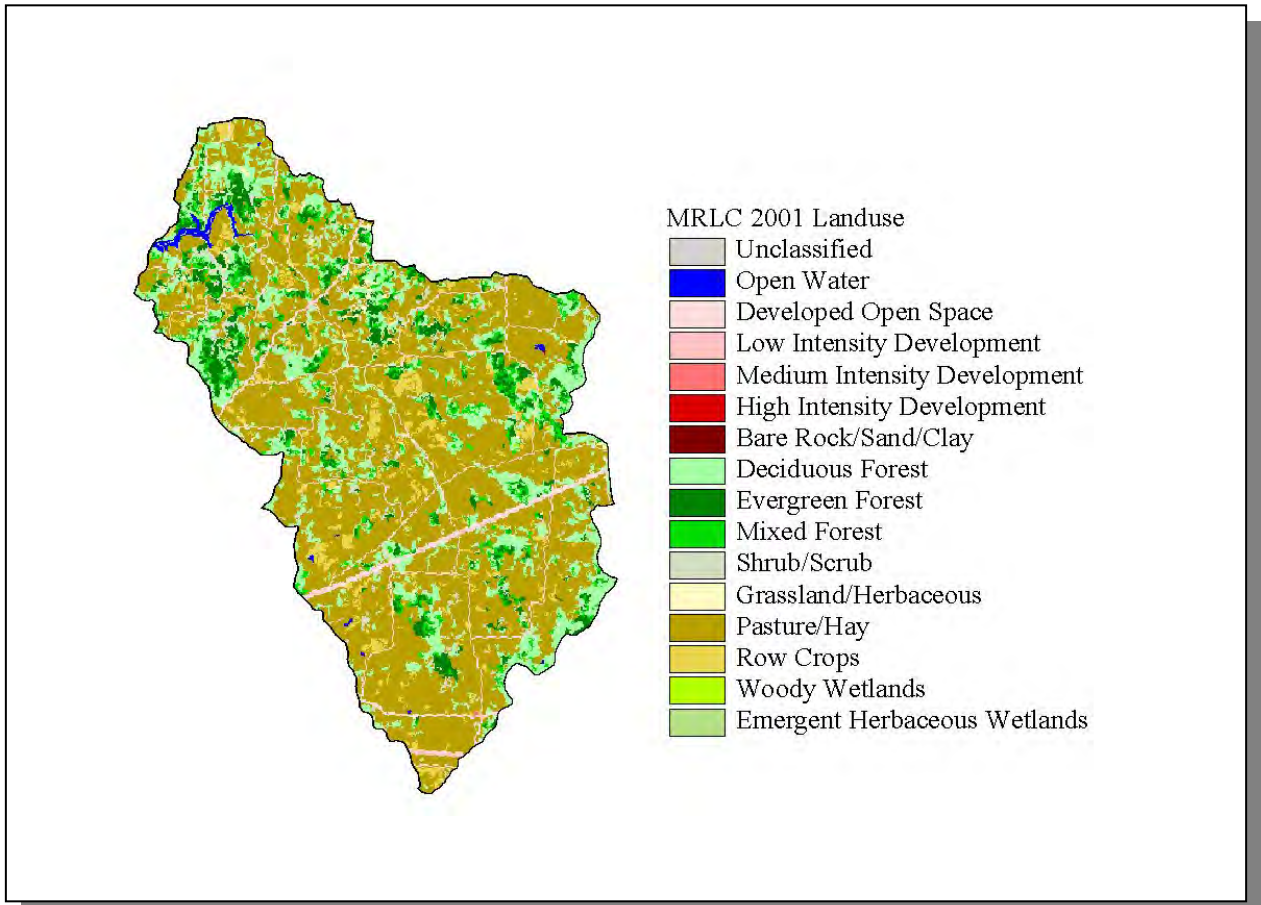 MRLC 2001 Landuse
Unclassified
Open Water
Developed Open Space
Low Intensity Development
Medium Intensity Development
High Intensity Development
Bare Rock/Sand/Clay
Deciduous Forest
Evergreen Forest
Mixed Forest
Shrub/Scrub
Grassland/Herbaceous
Pasture/Hay
Row Crops
Woody Wetlands
Emergent Herbaceous Wetlands